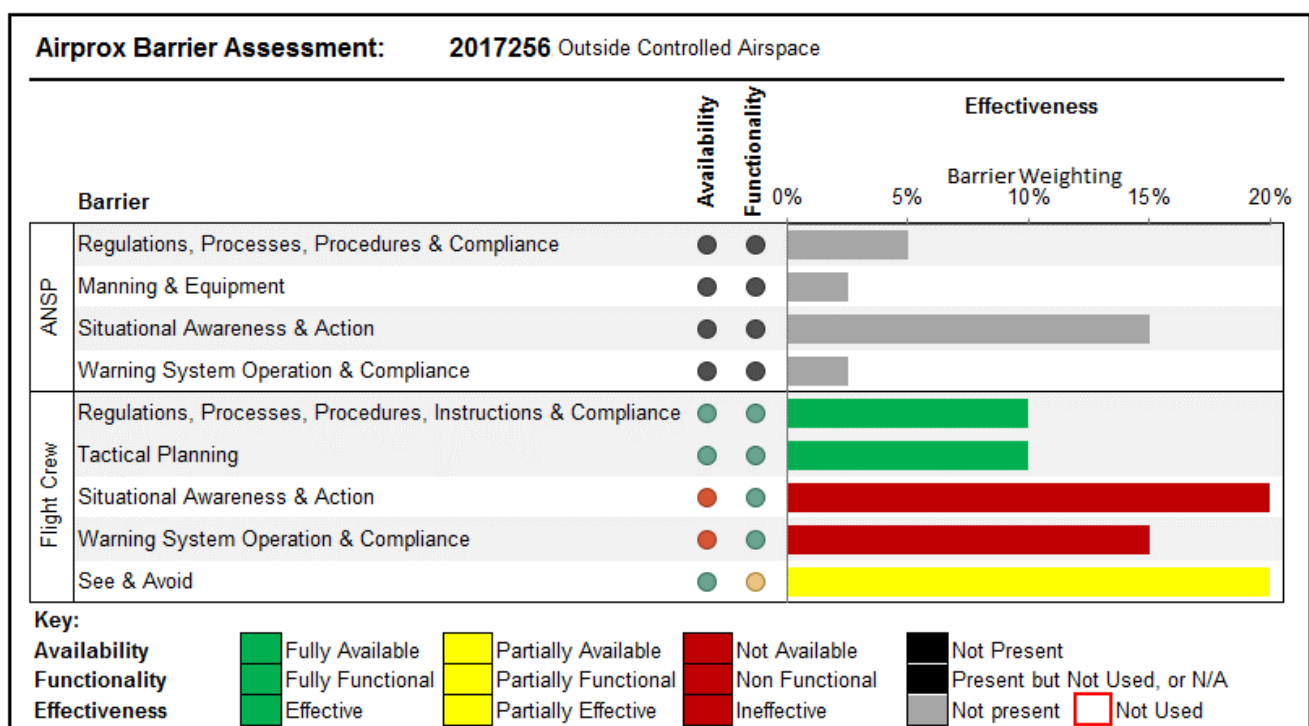 Airprox Barrier Assessment: 2017256 Outside Controlled Airspace
Availability
Functionality
Effectiveness
Barrier Weighting
Barrier
0% 5% 10% 15% 20%
ANSP
Regulations, Processes, Procedures & Compliance
Manning & Equipment
Situational Awareness & Action
Warning System Operation & Compliance
Flight Crew
Regulations, Processes, Procedures, Instructions & Compliance
Tactical Planning
Situational Awareness & Action
Warning System Operation & Compliance
See & Avoid
Key:
Availability Fully Available Partially Available Not Available Not Present
Functionality Fully Functional Partially Functional Non Functional Present but Not Used, or N/A
Effectiveness Effective Partially Effective Ineffective Not present Not Used